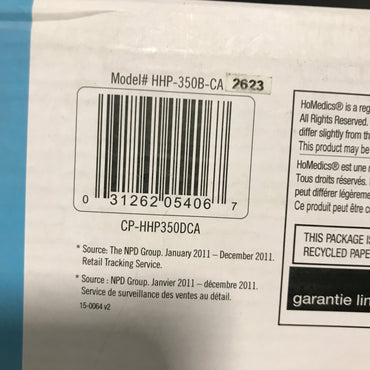 Model# HHP-350B-CA 2623
0 31262 05406 7
CP-HHP350DCA
* Source: The NPD Group. January 2011 – December 2011.
Retail Tracking Service.
* Source : NPD Group. Janvier 2011 – décembre 2011.
Service de surveillance des ventes au détail.
15-0064 v2
HoMedics® is a reg
All Rights Reserved.
differ slightly from th
This product may be
HoMedics® est une m
Tous droits réservés.
peut différer légèreme
Ce produit peut être c
THIS PACKAGE IS
RECYCLED PAPE
garantie lim